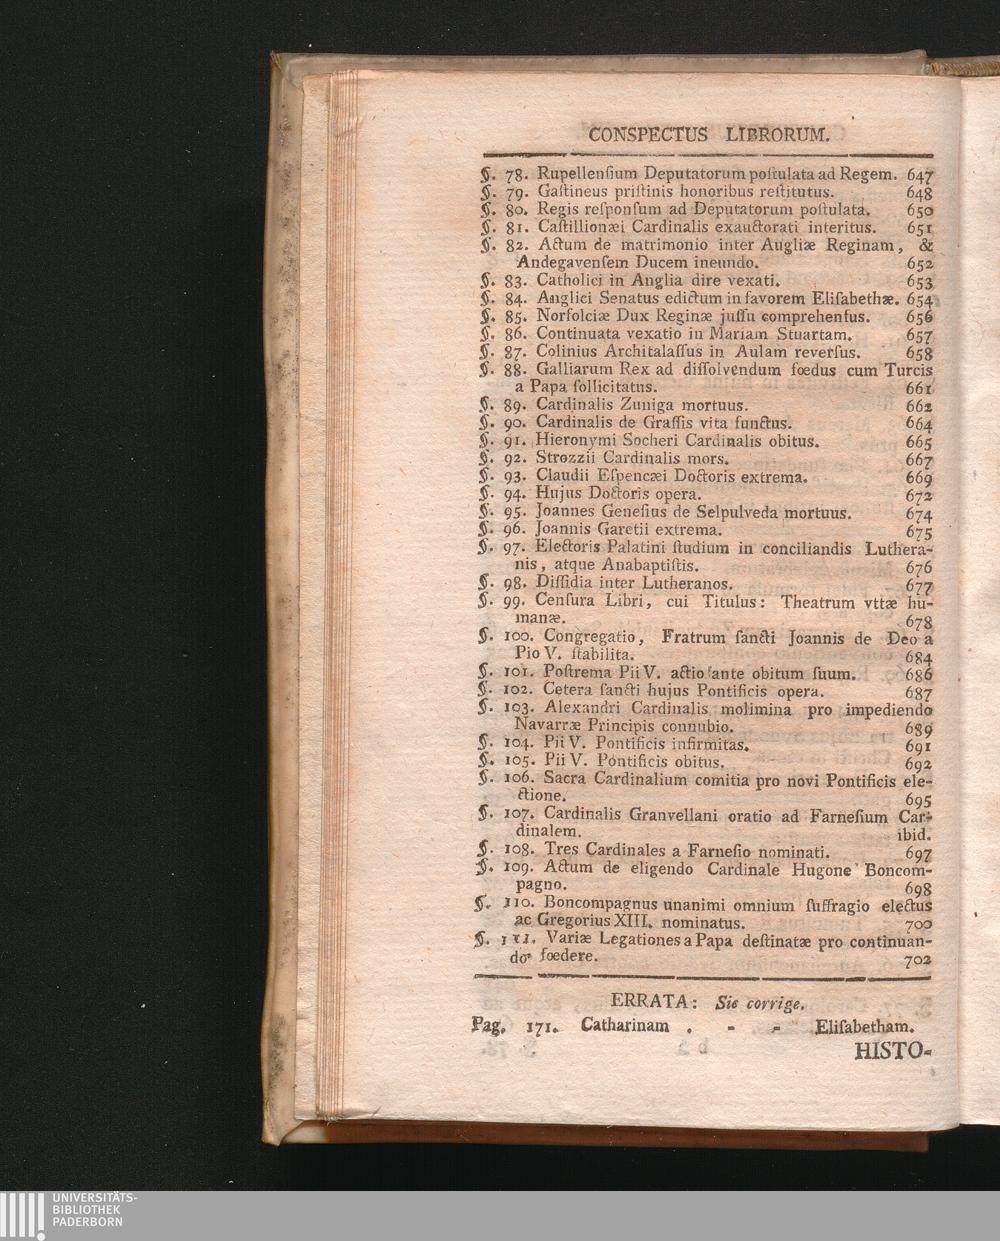 CONSPECTUS LIBRORUM.
§. 78. Rupellenſium Deputatorum poſtulata ad Regem. 647
§. 79. Gaſtineus priſtinis honoribus reſtitutus. 648
§. 80. Regis reſponſum ad Deputatorum poſtulata. 650
§. 81. Caſtillionæi Cardinalis exauctorati interitus. 651
§. 82. Actum de matrimonio inter Augliæ Reginam, &
Andegavenſem Ducem ineundo. 652
§. 83. Catholici in Anglia dire vexati. 653
§. 84. Anglici Senatus edictum in favorem Eliſabethæ. 654
§. 85. Norfolciæ Dux Reginæ juſſu comprehenſus. 656
§. 86. Continuata vexatio in Mariam Stuartam. 657
§. 87. Colinius Architalaſſus in Aulam reverſus. 658
§. 88. Galliarum Rex ad diſſolvendum fœdus cum Turcis
a Papa ſollicitatus. 661
§. 89. Cardinalis Zuniga mortuus. 662
§. 90. Cardinalis de Graſſis vita functus. 664
§. 91. Hieronymi Socheri Cardinalis obitus. 665
§. 92. Strozzii Cardinalis mors. 667
§. 93. Claudii Eſpencæi Doctoris extrema. 669
§. 94. Hujus Doctoris opera. 672
§. 95. Joannes Geneſius de Selpulveda mortuus. 674
§. 96. Joannis Garetii extrema. 675
§. 97. Electoris Palatini ſtudium in conciliandis Luthera-
nis, atque Anabaptiſtis. 676
§. 98. Diſſidia inter Lutheranos. 677
§. 99. Cenſura Libri, cui Titulus: Theatrum vttæ hu-
manæ. 678
§. 100. Congregatio, Fratrum ſancti Joannis de Deo a
Pio V. ſtabilita. 684
§. 101. Poſtrema Pii V. actio ante obitum ſuum. 686
§. 102. Cetera ſancti hujus Pontificis opera. 687
§. 103. Alexandri Cardinalis molimina pro impediendo
Navarræ Principis connubio. 689
§. 104. Pii V. Pontificis infirmitas. 691
§. 105. Pii V. Pontificis obitus. 692
§. 106. Sacra Cardinalium comitia pro novi Pontificis ele-
ctione. 695
§. 107. Cardinalis Granvellani oratio ad Farneſium Car-
dinalem. ibid.
§. 108. Tres Cardinales a Farneſio nominati. 697
§. 109. Actum de eligendo Cardinale Hugone Boncom-
pagno. 698
§. 110. Boncompagnus unanimi omnium ſuffragio electus
ac Gregorius XIII. nominatus. 700
§. 111. Variæ Legationes a Papa deſtinatæ pro continuan-
do fœdere. 702
ERRATA: Sic corrige.
Pag. 171. Catharinam . - - Eliſabetham.
HISTO-
UNIVERSITÄTS-
BIBLIOTHEK
PADERBORN